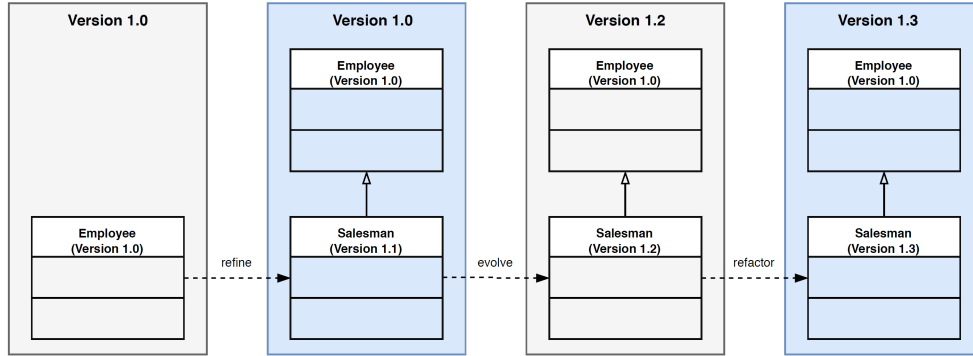 Version 1.0
Employee
(Version 1.0)
refine
Version 1.0
Employee
(Version 1.0)
Salesman
(Version 1.1)
evolve
Version 1.2
Employee
(Version 1.0)
Salesman
(Version 1.2)
refactor
Version 1.3
Employee
(Version 1.0)
Salesman
(Version 1.3)